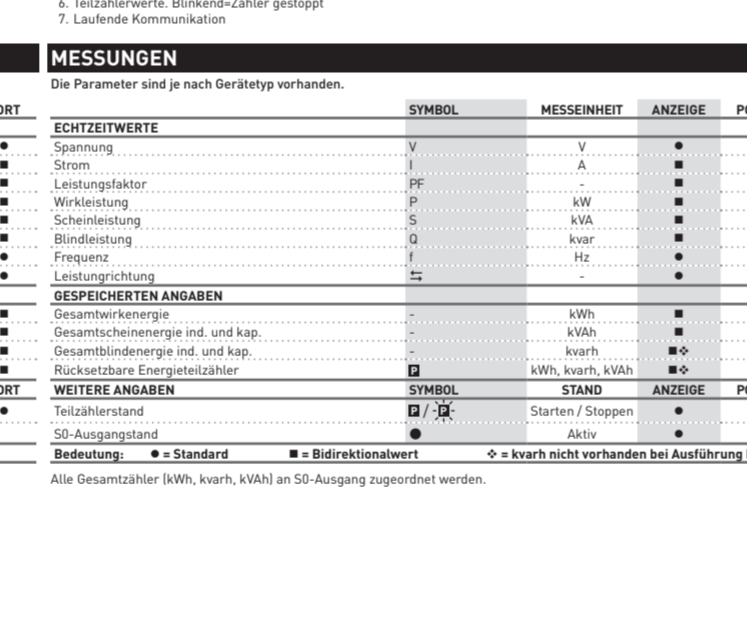 6. Teilzählerwerte. Blinkend=Zähler gestoppt
7. Laufende Kommunikation
MESSUNGEN
Die Parameter sind je nach Gerätetyp vorhanden.
SYMBOL MESSEINHEIT ANZEIGE
ECHTZEITWERTE
Spannung V V ●
Strom I A ■
Leistungsfaktor PF - ■
Wirkleistung P kW ■
Scheinleistung S kVA ■
Blindleistung Q kvar ■
Frequenz f Hz ●
Leistungrichtung ⇆ - ●
GESPEICHERTEN ANGABEN
Gesamtwirkenergie - kWh ■
Gesamtscheinenergie ind. und kap. - kVAh ■
Gesamtblindenergie ind. und kap. - kvarh ■❖
Rücksetzbare Energieteilzähler P kWh, kvarh, kVAh ■❖
WEITERE ANGABEN SYMBOL STAND ANZEIGE
Teilzählerstand P / P Starten / Stoppen ●
S0-Ausgangstand ● Aktiv ●
Bedeutung: ● = Standard ■ = Bidirektionalwert ❖ = kvarh nicht vorhanden bei Ausführung
Alle Gesamtzähler (kWh, kvarh, kVAh) an S0-Ausgang zugeordnet werden.